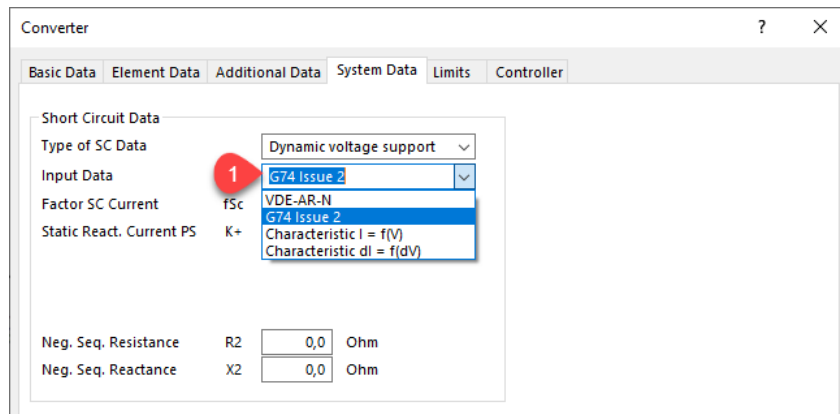 Converter ?
Basic Data Element Data Additional Data System Data Limits Controller
Short Circuit Data
Type of SC Data Dynamic voltage support
Input Data 1 G74 Issue 2
VDE-AR-N
Factor SC Current fSc
G74 Issue 2
Static React. Current PS K+ Characteristic I = f(V)
Characteristic dI = f(dV)
Neg. Seq. Resistance R2 0,0 Ohm
Neg. Seq. Reactance X2 0,0 Ohm